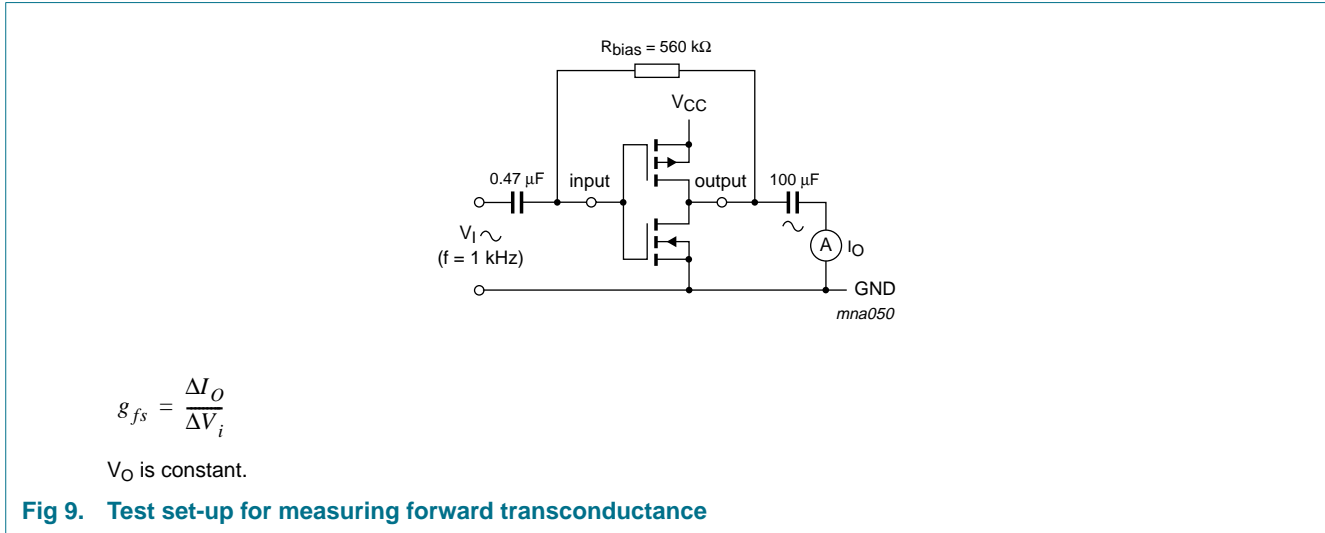 Rbias = 560 kΩ
VCC
0.47 μF
input
output
100 μF
VI
(f = 1 kHz)
A
IO
GND
mna050
gfs = ΔIO / ΔVi
VO is constant.
Fig 9. Test set-up for measuring forward transconductance